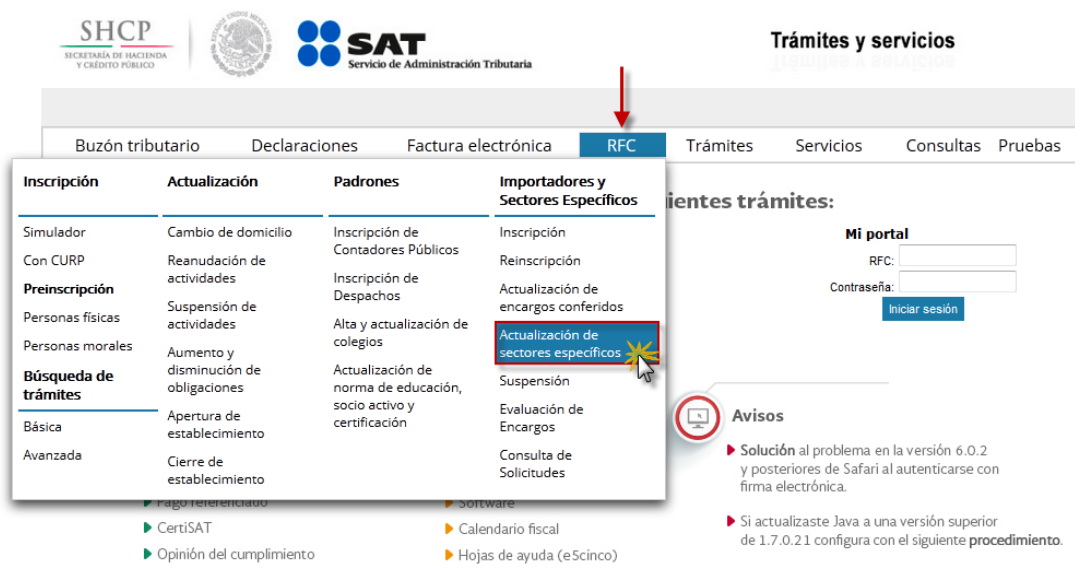 SHCP
SECRETARÍA DE HACIENDA
Y CRÉDITO PÚBLICO
SAT
Servicio de Administración Tributaria
Trámites y servicios
Buzón tributario Declaraciones Factura electrónica RFC Trámites Servicios Consultas Pruebas
Inscripción
Simulador
Con CURP
Preinscripción
Personas físicas
Personas morales
Búsqueda de
trámites
Básica
Avanzada
Actualización
Cambio de domicilio
Reanudación de
actividades
Suspensión de
actividades
Aumento y
disminución de
obligaciones
Apertura de
establecimiento
Cierre de
establecimiento
Padrones
Inscripción de
Contadores Públicos
Inscripción de
Despachos
Alta y actualización de
colegios
Actualización de
norma de educación,
socio activo y
certificación
Importadores y
Sectores Específicos
Inscripción
Reinscripción
Actualización de
encargos conferidos
Actualización de
sectores específicos
Suspensión
Evaluación de
Encargos
Consulta de
Solicitudes
ientes trámites:
Mi portal
RFC:
Contraseña:
Iniciar sesión
Avisos
Solución al problema en la versión 6.0.2
y posteriores de Safari al autenticarse con
firma electrónica.
Si actualizaste Java a una versión superior
de 1.7.0.21 configura con el siguiente procedimiento.
Pago referenciado
CertiSAT
Opinión del cumplimiento
Software
Calendario fiscal
Hojas de ayuda (eScinco)